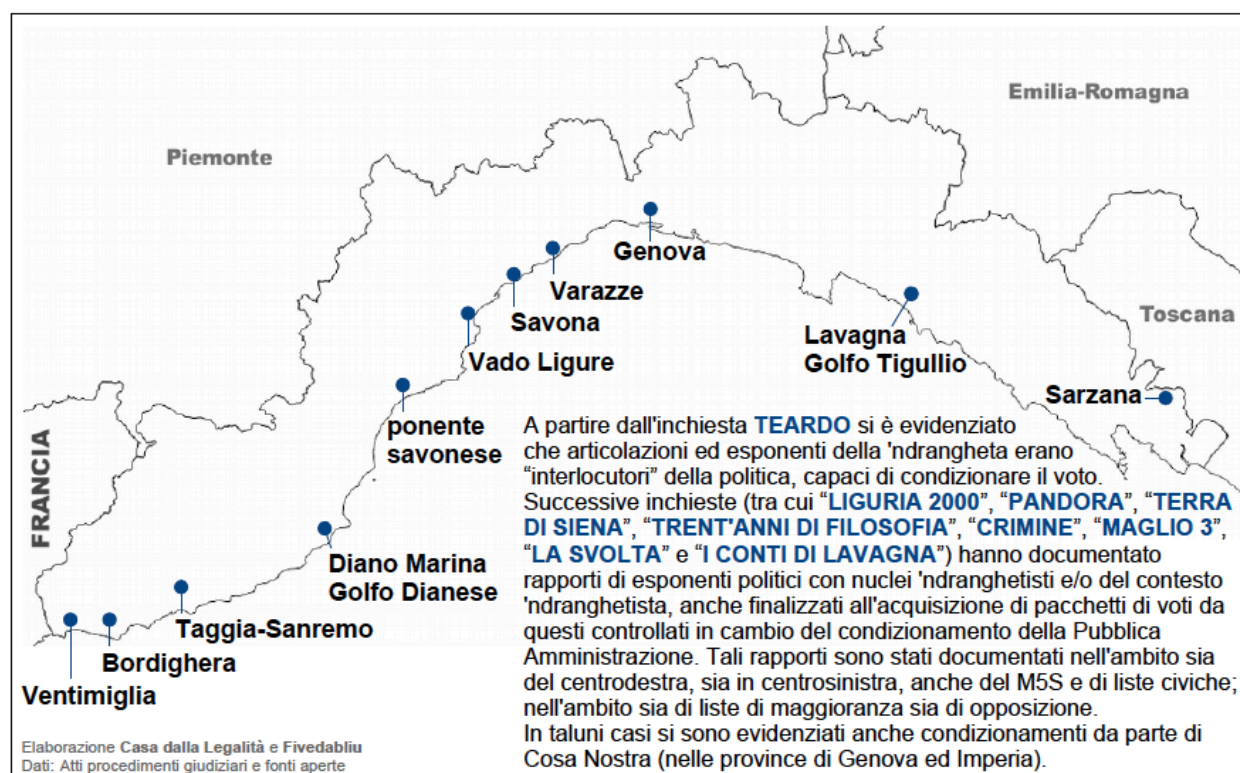 Emilia-Romagna
Piemonte
Genova
Varazze
Savona
Vado Ligure
Lavagna
Golfo Tigullio
Toscana
Sarzana
ponente
savonese
FRANCIA
Diano Marina
Golfo Dianese
Taggia-Sanremo
Bordighera
Ventimiglia
A partire dall'inchiesta TEARDO si è evidenziato
che articolazioni ed esponenti della 'ndrangheta erano
“interlocutori” della politica, capaci di condizionare il voto.
Successive inchieste (tra cui “LIGURIA 2000”, “PANDORA”, “TERRA
DI SIENA”, “TRENT'ANNI DI FILOSOFIA”, “CRIMINE”, “MAGLIO 3”,
“LA SVOLTA” e “I CONTI DI LAVAGNA”) hanno documentato
rapporti di esponenti politici con nuclei 'ndranghetisti e/o del contesto
'ndranghetista, anche finalizzati all'acquisizione di pacchetti di voti da
questi controllati in cambio del condizionamento della Pubblica
Amministrazione. Tali rapporti sono stati documentati nell'ambito sia
del centrodestra, sia in centrosinistra, anche del M5S e di liste civiche;
nell'ambito sia di liste di maggioranza sia di opposizione.
In taluni casi si sono evidenziati anche condizionamenti da parte di
Cosa Nostra (nelle province di Genova ed Imperia).
Elaborazione Casa dalla Legalità e Fivedabliu
Dati: Atti procedimenti giudiziari e fonti aperte